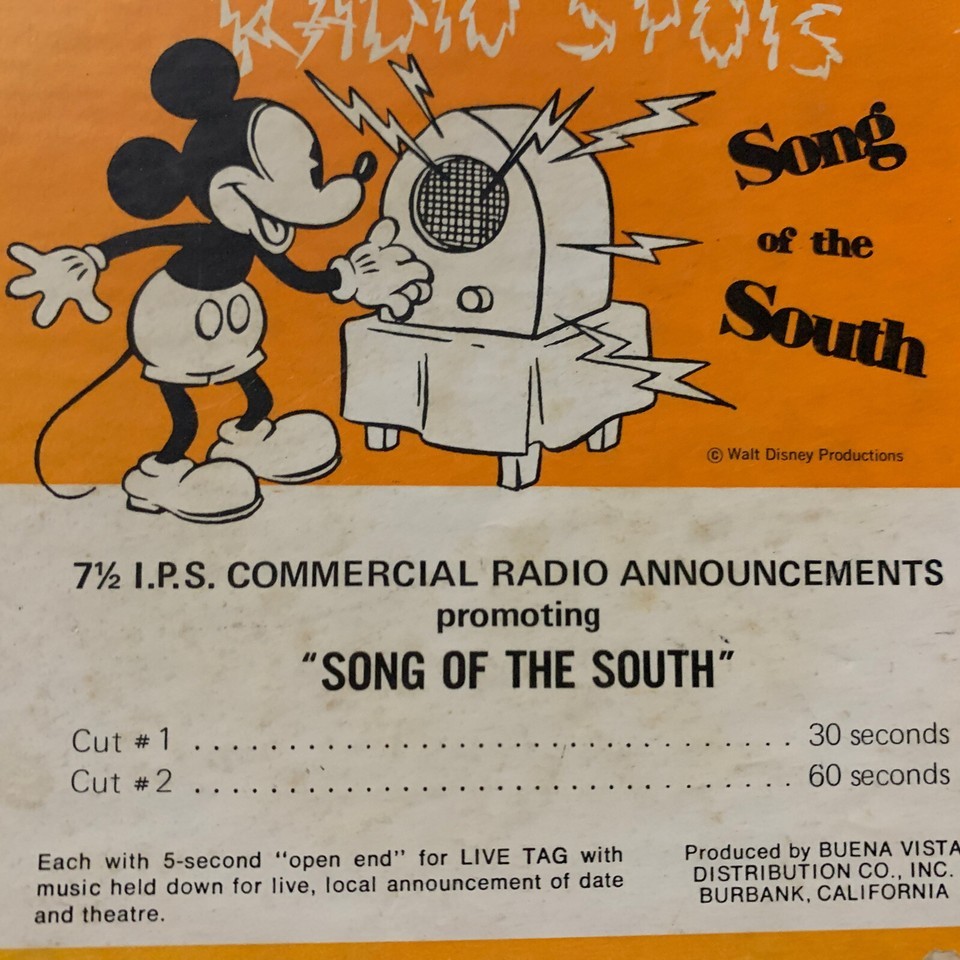 RADIO SPOTS
Song
of the
South
© Walt Disney Productions
7½ I.P.S. COMMERCIAL RADIO ANNOUNCEMENTS
promoting
"SONG OF THE SOUTH"
Cut #1 ................................ 30 seconds
Cut #2 ................................ 60 seconds
Each with 5-second "open end" for LIVE TAG with
music held down for live, local announcement of date
and theatre.
Produced by BUENA VISTA
DISTRIBUTION CO., INC.
BURBANK, CALIFORNIA